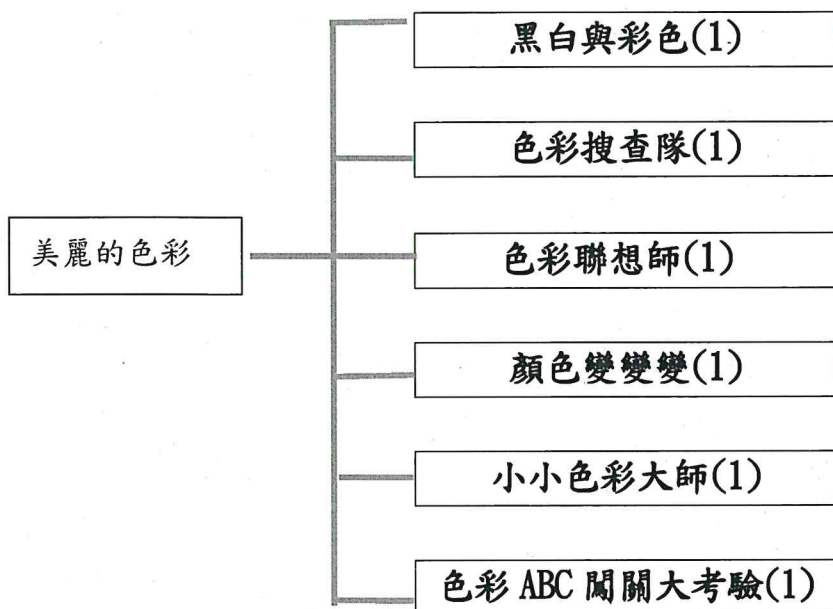 黑白與彩色(1)
色彩搜查隊(1)
美麗的色彩
色彩聯想師(1)
顏色變變變(1)
小小色彩大師(1)
色彩 ABC 闖關大考驗(1)